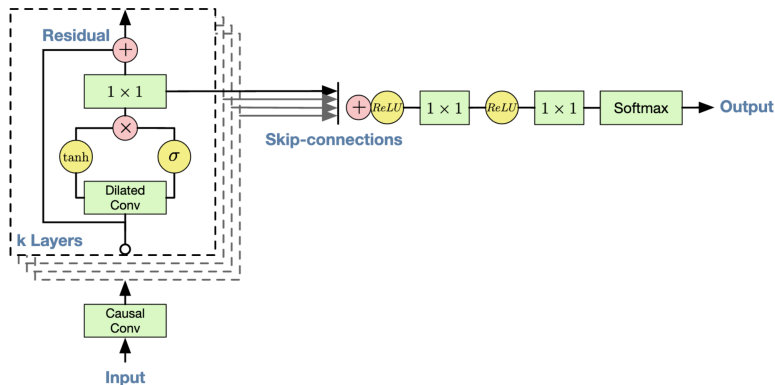 Residual
+
1 × 1
×
tanh
σ
Dilated
Conv
k Layers
Causal
Conv
Input
Skip-connections
+
ReLU
1 × 1
ReLU
1 × 1
Softmax
Output